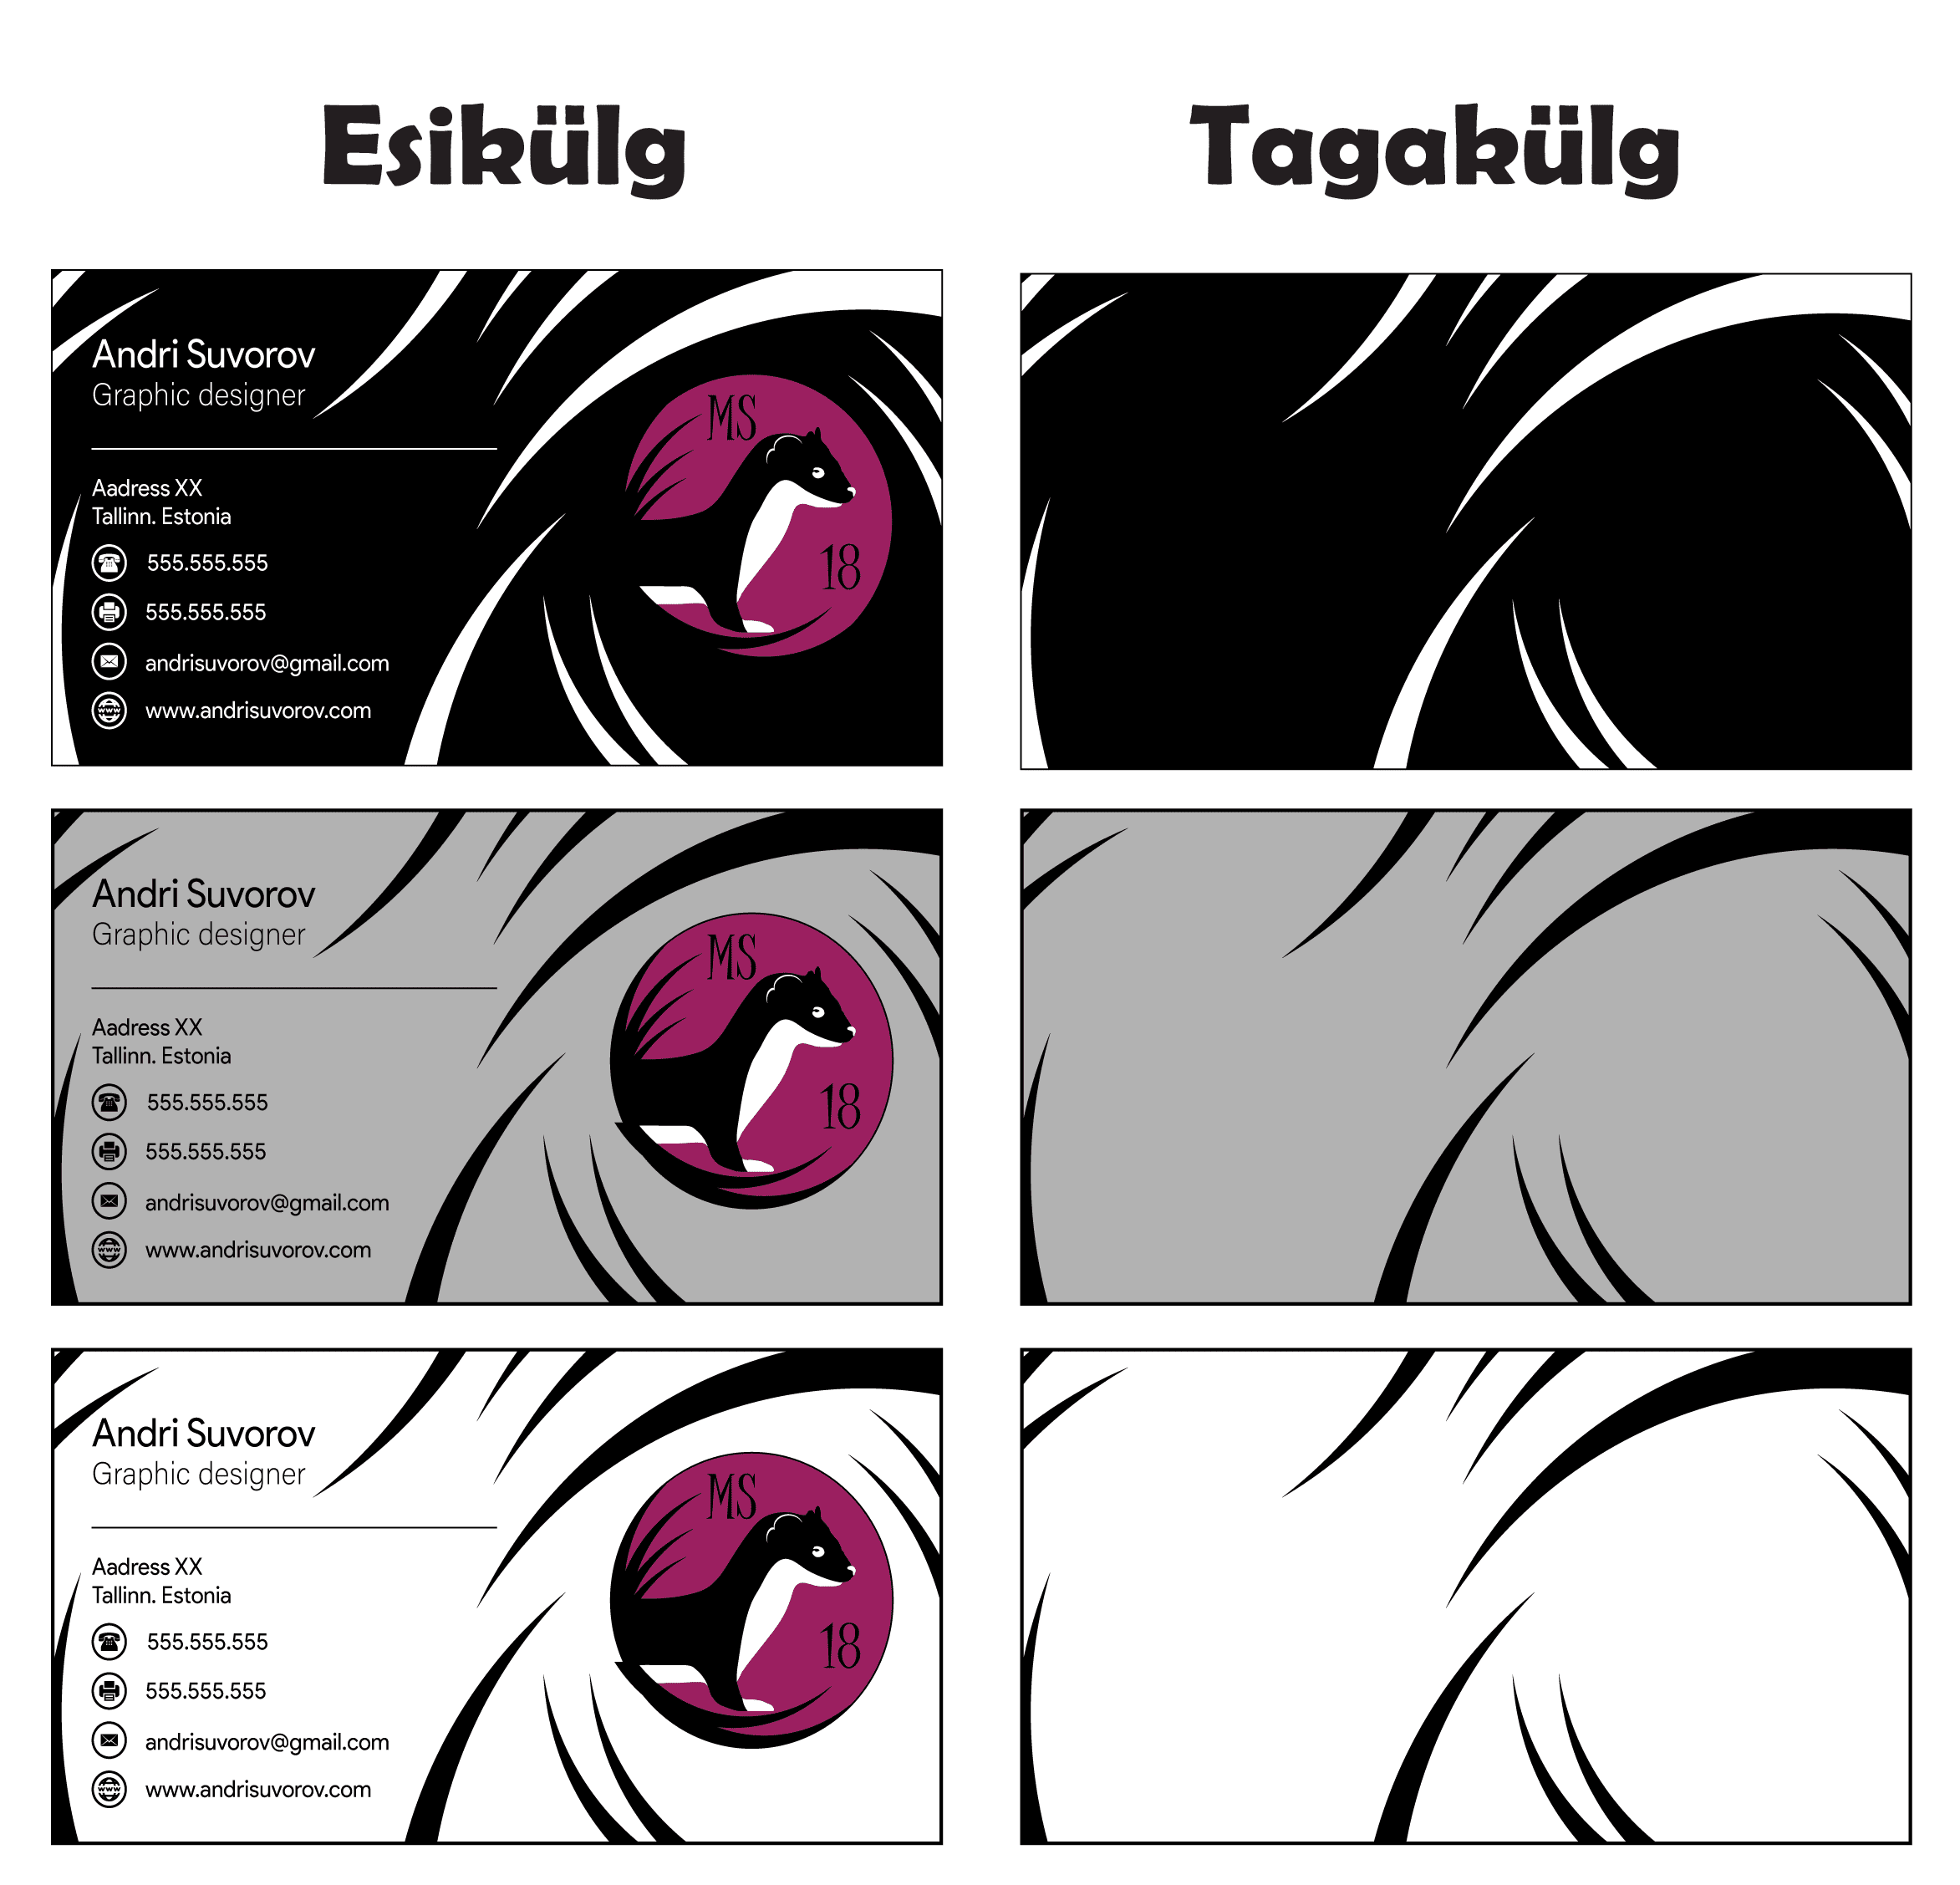 Esikülg
Tagakülg
Andri Suvorov
Graphic designer
Aadress XX
Tallinn. Estonia
555.555.555
555.555.555
andrisuvorov@gmail.com
www
www.andrisuvorov.com
MS
18
Andri Suvorov
Graphic designer
Aadress XX
Tallinn. Estonia
555.555.555
555.555.555
andrisuvorov@gmail.com
www
www.andrisuvorov.com
MS
18
Andri Suvorov
Graphic designer
Aadress XX
Tallinn. Estonia
555.555.555
555.555.555
andrisuvorov@gmail.com
www
www.andrisuvorov.com
MS
18